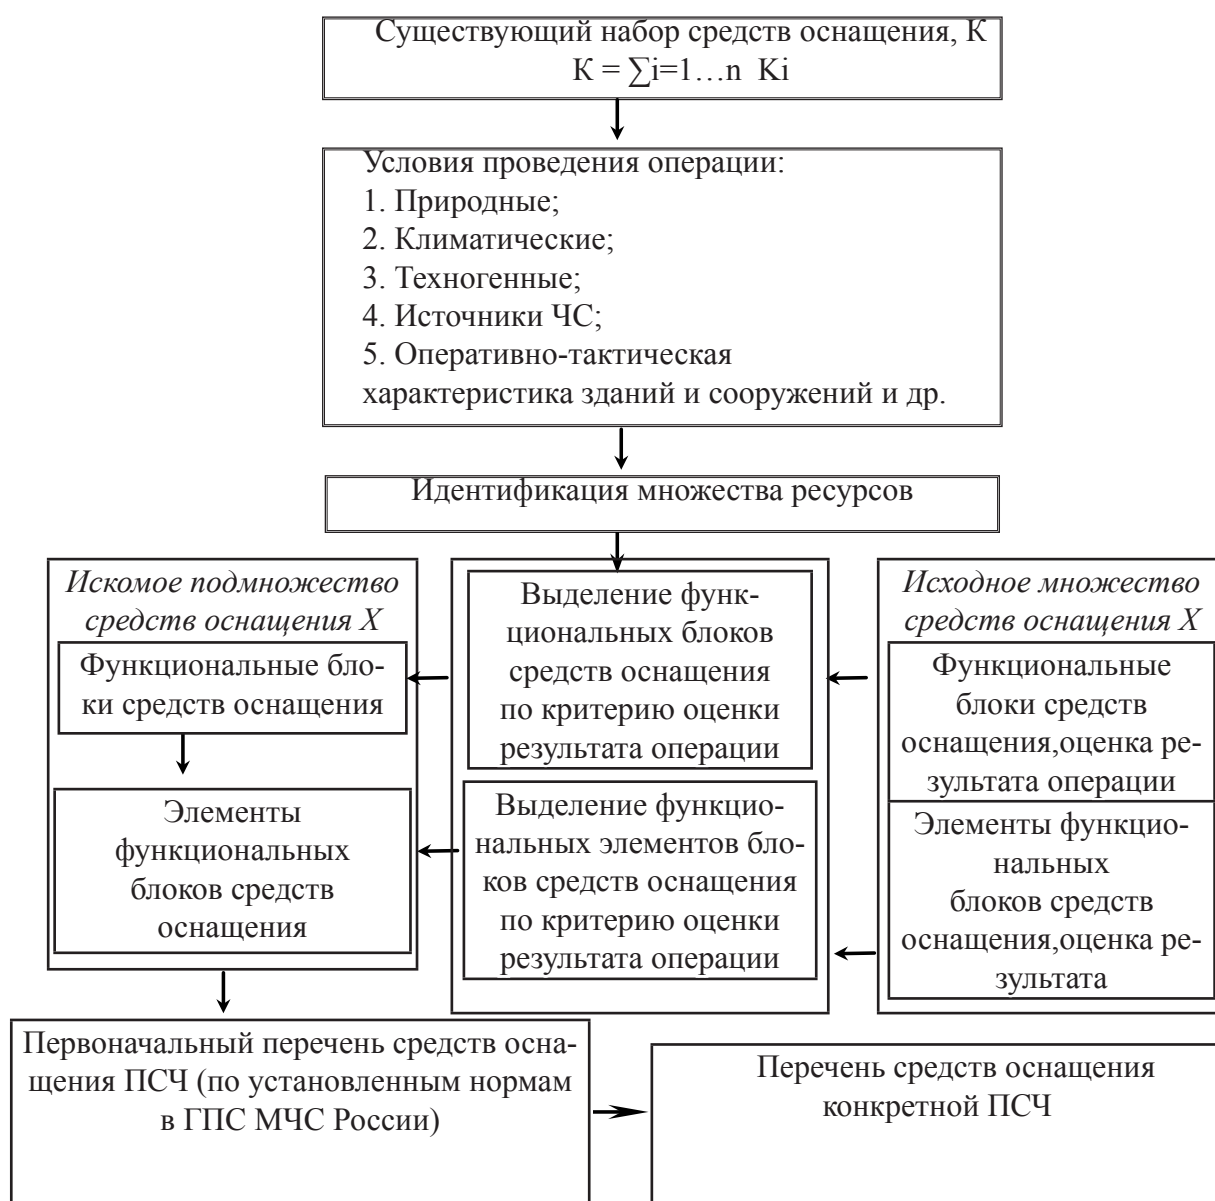 Существующий набор средств оснащения, К
К = ∑i=1…n Ki
Условия проведения операции:
1. Природные;
2. Климатические;
3. Техногенные;
4. Источники ЧС;
5. Оперативно-тактическая
характеристика зданий и сооружений и др.
Идентификация множества ресурсов
Искомое подмножество
средств оснащения X
Функциональные бло-
ки средств оснащения
Элементы
функциональных
блоков средств
оснащения
Выделение функ-
циональных блоков
средств оснащения
по критерию оценки
результата операции
Выделение функцио-
нальных элементов бло-
ков средств оснащения
по критерию оценки
результата операции
Исходное множество
средств оснащения X
Функциональные
блоки средств
оснащения,оценка ре-
зультата операции
Элементы функцио-
нальных
блоков средств
оснащения,оценка ре-
зультата
Первоначальный перечень средств осна-
щения ПСЧ (по установленным нормам
в ГПС МЧС России)
Перечень средств оснащения
конкретной ПСЧ